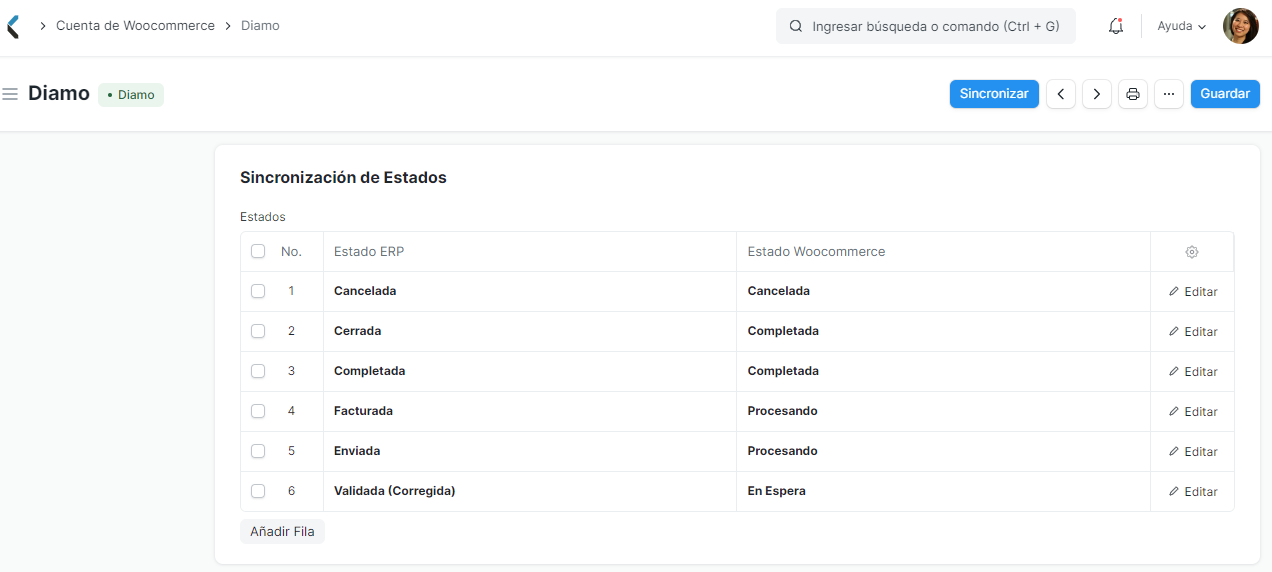 Cuenta de Woocommerce Diamo
Ingresar búsqueda o comando (Ctrl + G)
Ayuda
Diamo
• Diamo
Sincronizar
Guardar
Sincronización de Estados
Estados
No. Estado ERP Estado Woocommerce
1 Cancelada Cancelada Editar
2 Cerrada Completada Editar
3 Completada Completada Editar
4 Facturada Procesando Editar
5 Enviada Procesando Editar
6 Validada (Corregida) En Espera Editar
Añadir Fila